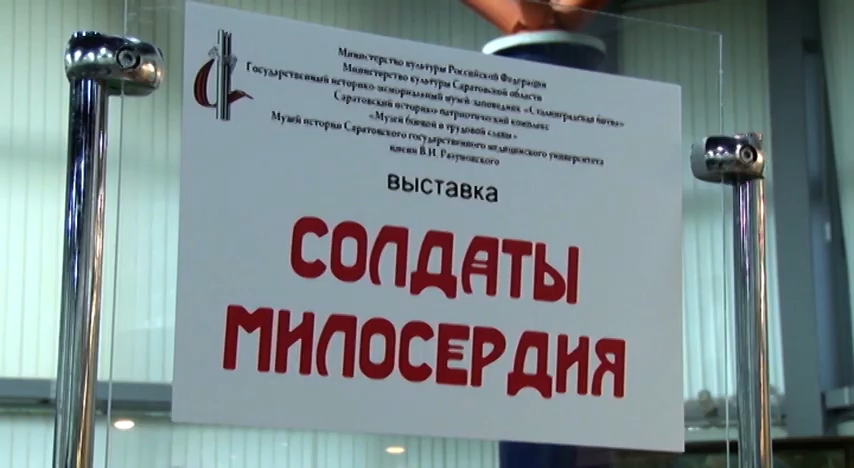 Министерство культуры Российской Федерации
Министерство культуры Саратовской области
Государственный историко-мемориальный музей-заповедник «Сталинградская битва»
Саратовский историко-патриотический комплекс
«Музей боевой и трудовой славы»
Музей истории Саратовского государственного медицинского университета
имени В.И. Разумовского
выставка
СОЛДАТЫ
МИЛОСЕРДИЯ